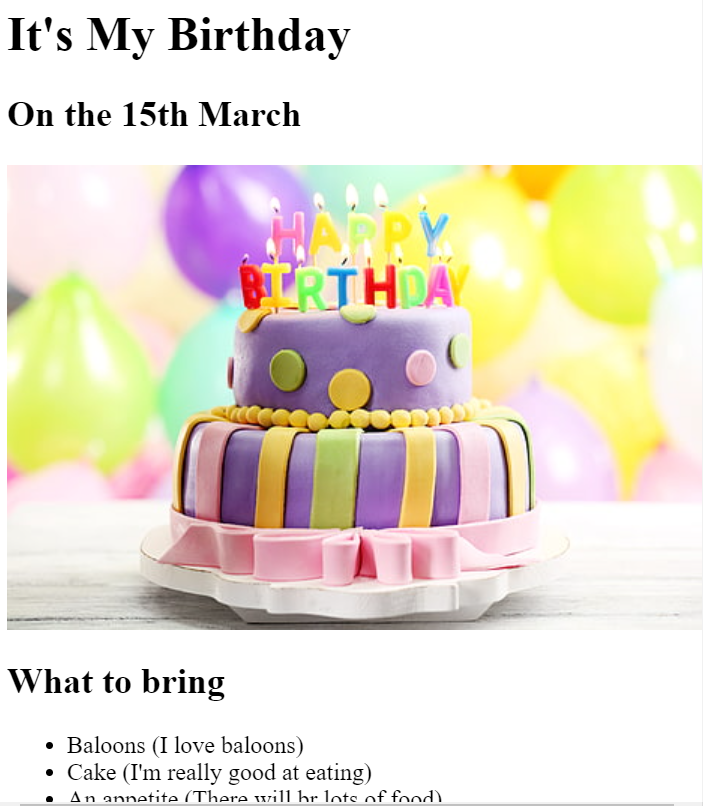 It's My Birthday
On the 15th March
HAPPY
BIRTHDAY
What to bring
Baloons (I love baloons)
Cake (I'm really good at eating)
An appetite (There will br lots of food)